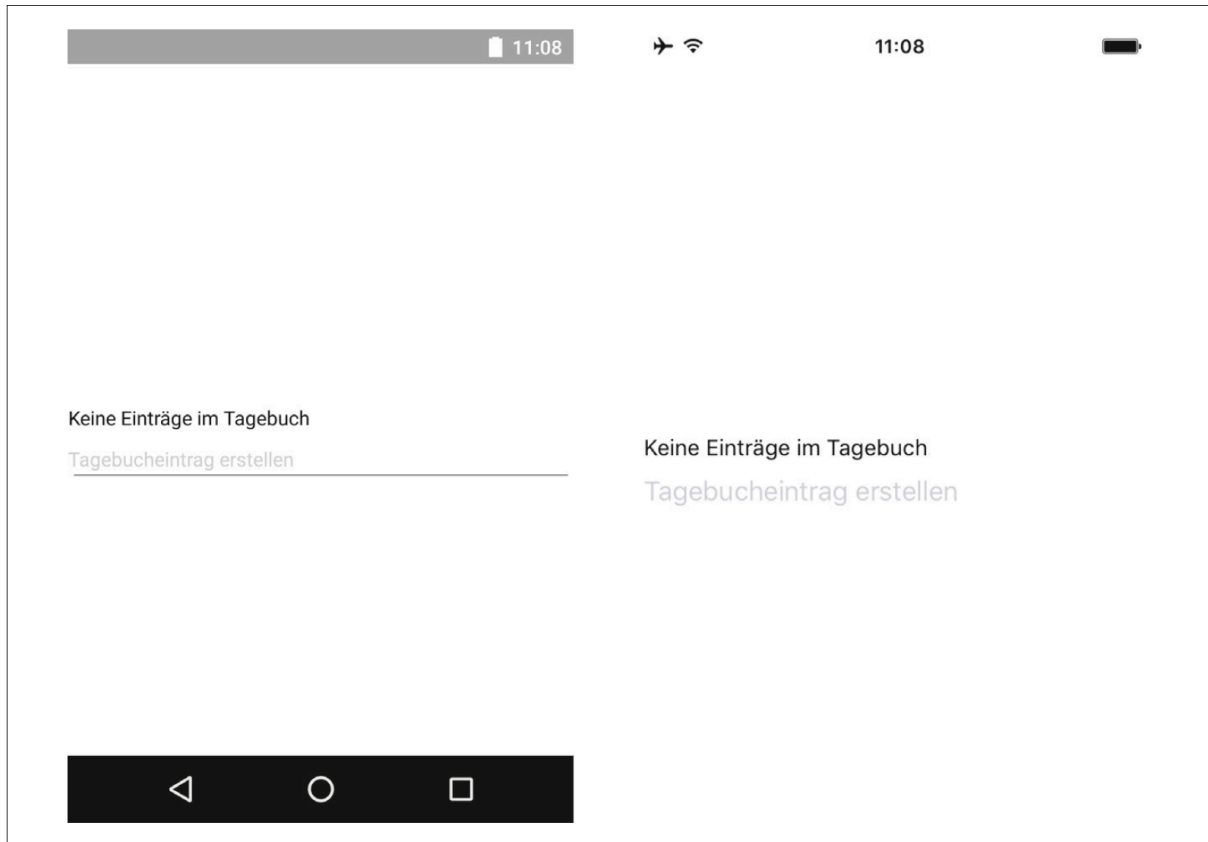 11:08
Keine Einträge im Tagebuch
Tagebucheintrag erstellen
11:08
Keine Einträge im Tagebuch
Tagebucheintrag erstellen